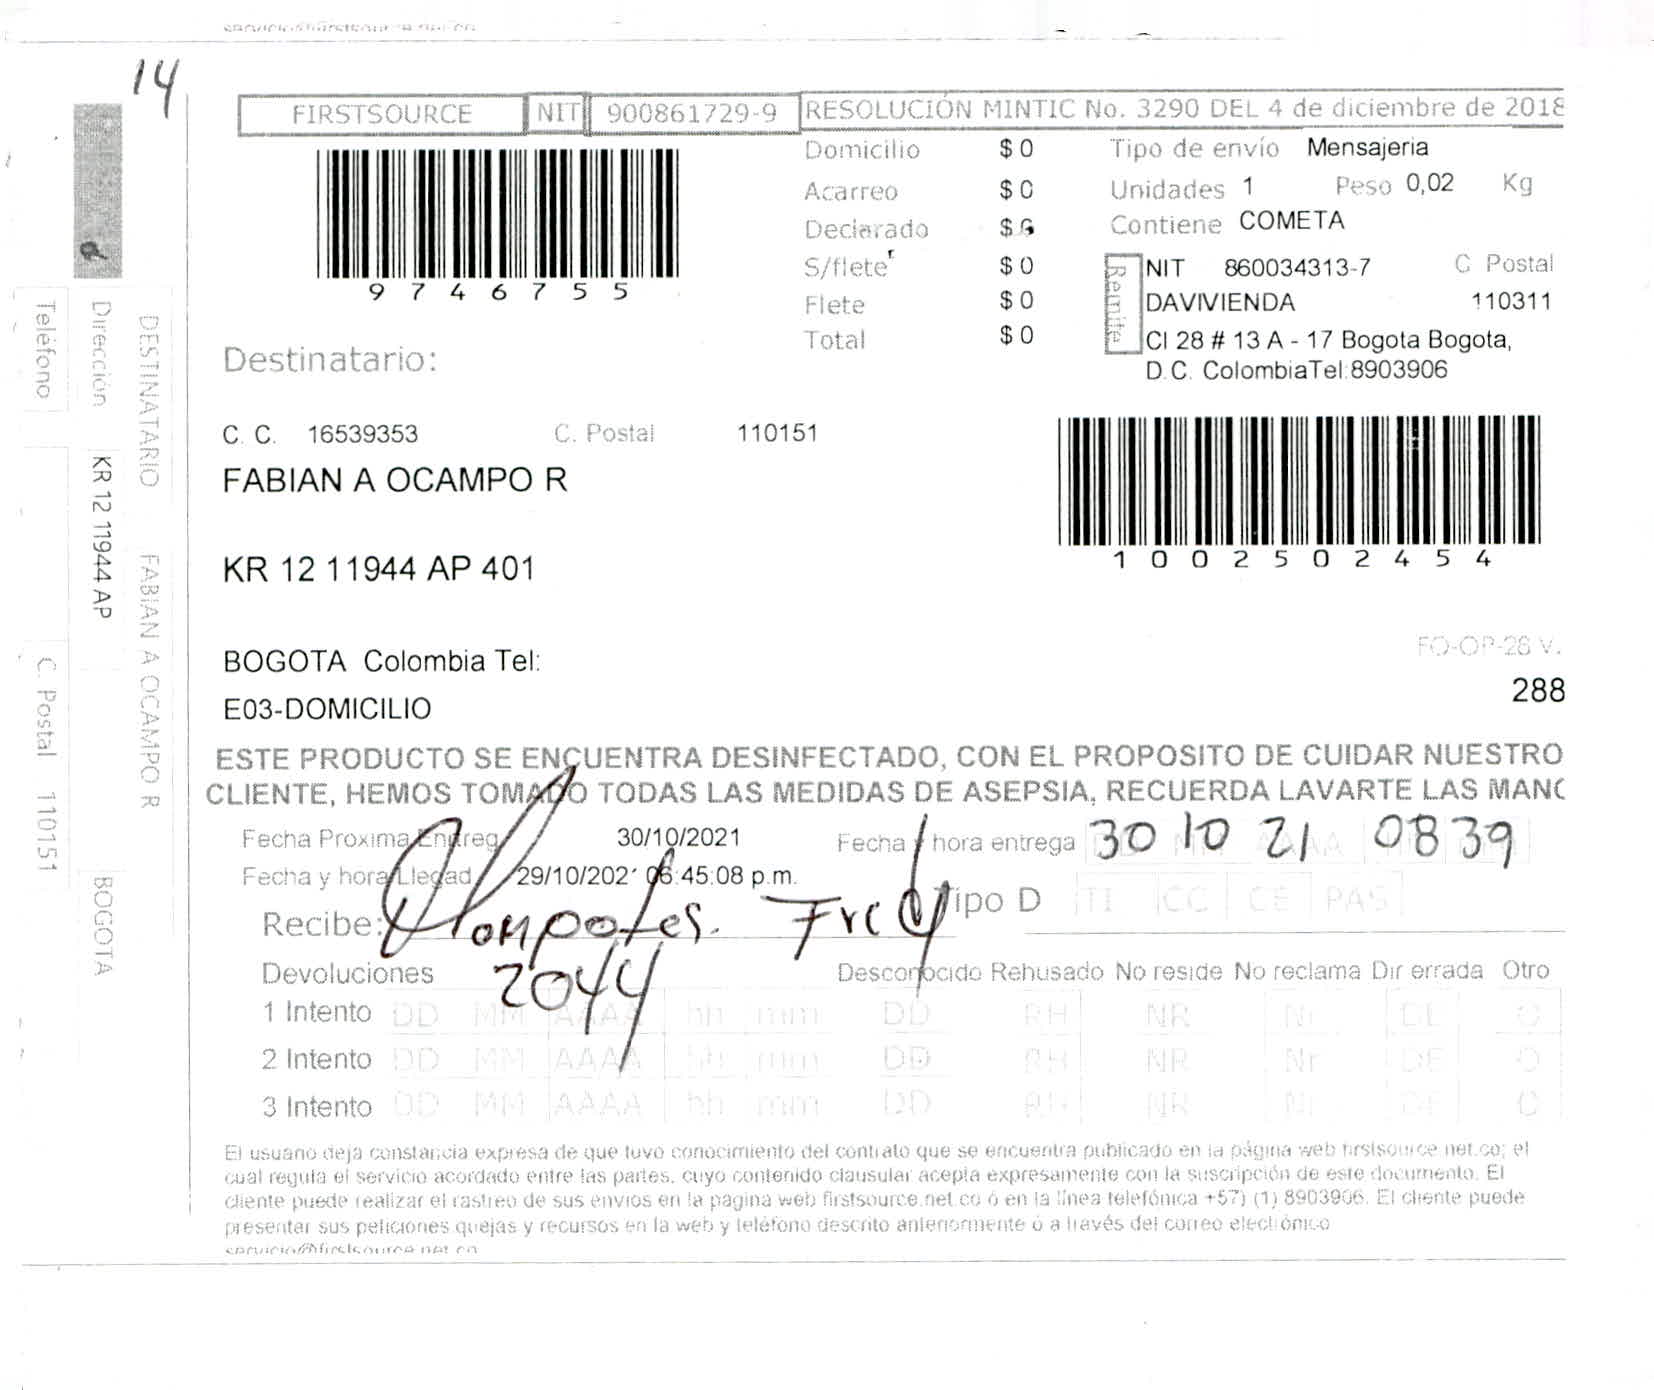 14
FIRSTSOURCE NIT 900861729-9 RESOLUCIÓN MINTIC No. 3290 DEL 4 de diciembre de 2018
9746755
Domicilio $ 0
Acarreo $ 0
Declarado $
S/flete $ 0
Flete $ 0
Total $ 0
Tipo de envío Mensajeria
Unidades 1 Peso 0,02 Kg
Contiene COMETA
Remite
NIT 860034313-7 C Postal
DAVIVIENDA 110311
Cl 28 # 13 A - 17 Bogota Bogota,
D.C. ColombiaTel:8903906
Destinatario:
C. C. 16539353 C. Postal 110151
FABIAN A OCAMPO R
1002502454
KR 12 11944 AP 401
BOGOTA Colombia Tel:
FO-OP-28 V.
288
E03-DOMICILIO
ESTE PRODUCTO SE ENCUENTRA DESINFECTADO, CON EL PROPOSITO DE CUIDAR NUESTRO
CLIENTE, HEMOS TOMADO TODAS LAS MEDIDAS DE ASEPSIA, RECUERDA LAVARTE LAS
Fecha Proxima Entreg 30/10/2021 Fecha y hora entrega 30 10 21 0839
Fecha y hora Llegad 29/10/202 06:45:08 p.m.
Tipo D TI CC CE PAS
Recibe:
2044
Devoluciones Desconocido Rehusado No reside No reclama Dir errada Otro
1 Intento DD MM AAAA hh mm DD RH NR Nr DE O
2 Intento DD MM AAAA hh mm DD RH NR Nr DE O
3 Intento DD MM AAAA hh mm DD RH NR Nr DE O
El usuano deja constancia expresa de que tuvo conocimiento del contrato que se encuentra publicado en la página web firstsource net.co; el
cual regula el servicio acordado entre las partes, cuyo contenido clausular acepta expresamente con la suscripción de este documento. El
cliente puede realizar el rastreo de sus envios en la pagina web firstsource.net.co ó en la línea telefónica +57) (1) 8903906. El cliente puede
presentar sus peticiones quejas y recursos en la web y teléfono descrito anteriormente ó a través del correo electrónico
servicio@firstsource.net.co
DESTINATARIO FABIAN A OCAMPO R
Dirección KR 12 11944 AP BOGOTA
Teléfono C. Postal 110151